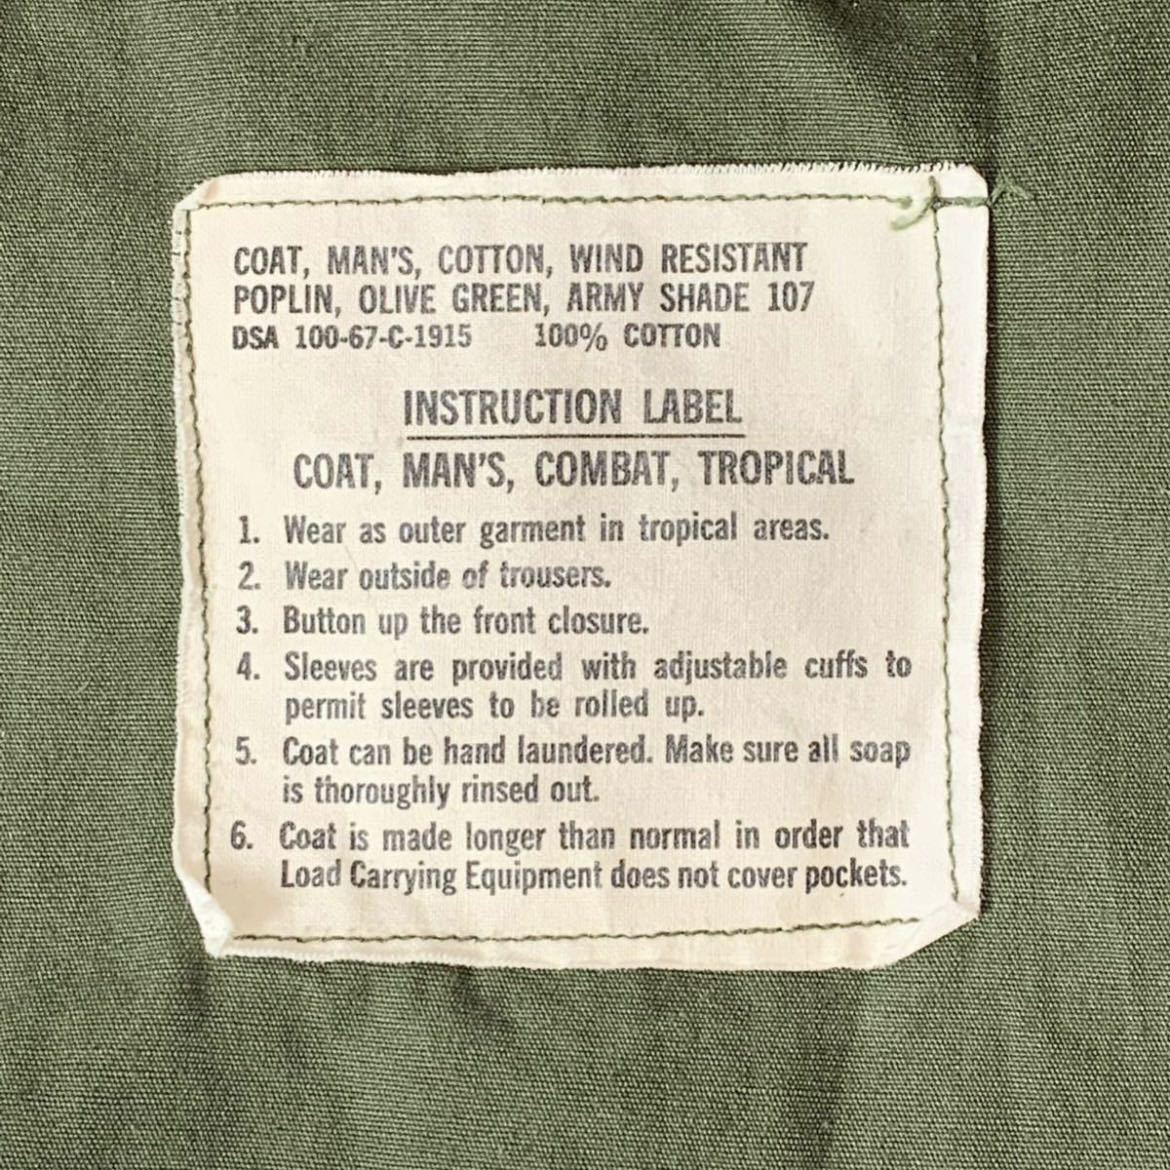 COAT, MAN'S, COTTON, WIND RESISTANT
POPLIN, OLIVE GREEN, ARMY SHADE 107
DSA 100-67-C-1915 100% COTTON
INSTRUCTION LABEL
COAT, MAN'S, COMBAT, TROPICAL
1. Wear as outer garment in tropical areas.
2. Wear outside of trousers.
3. Button up the front closure.
4. Sleeves are provided with adjustable cuffs to
permit sleeves to be rolled up.
5. Coat can be hand laundered. Make sure all soap
is thoroughly rinsed out.
6. Coat is made longer than normal in order that
Load Carrying Equipment does not cover pockets.